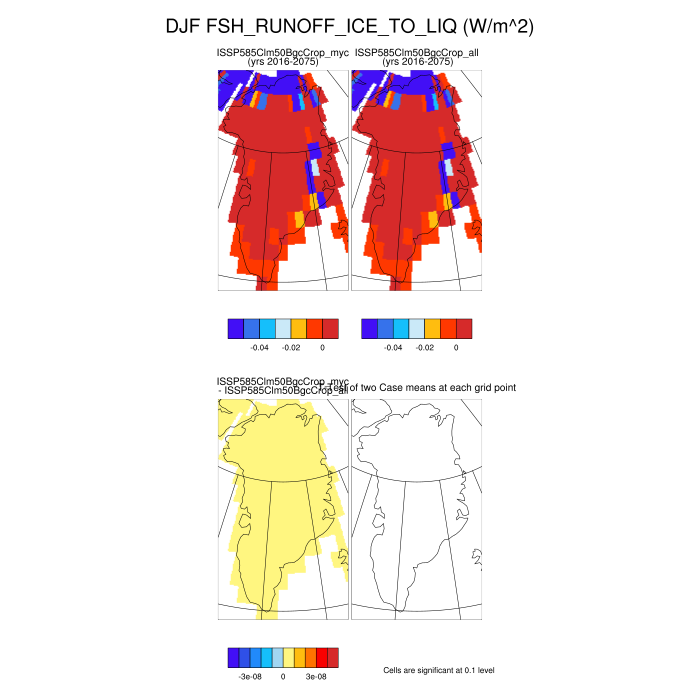 DJF FSH_RUNOFF_ICE_TO_LIQ (W/m^2)
ISSP585Clm50BgcCrop_myc ISSP585Clm50BgcCrop_all
(yrs 2016-2075) (yrs 2016-2075)
-0.04 -0.02 0 -0.04 -0.02 0
ISSP585Clm50BgcCrop_myc
- ISSP585Clm50BgcCrop_all
T-Test of two Case means at each grid point
-3e-08 0 3e-08
Cells are significant at 0.1 level